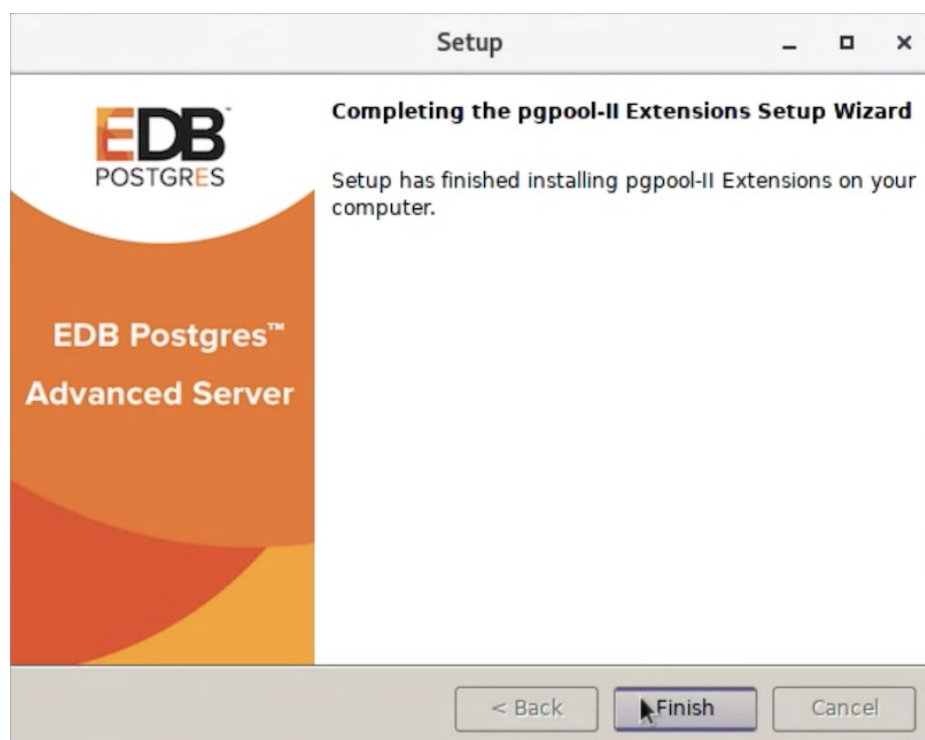 Setup
EDB™
POSTGRES
EDB Postgres™
Advanced Server
Completing the pgpool-II Extensions Setup Wizard
Setup has finished installing pgpool-II Extensions on your
computer.
< Back
Finish
Cancel